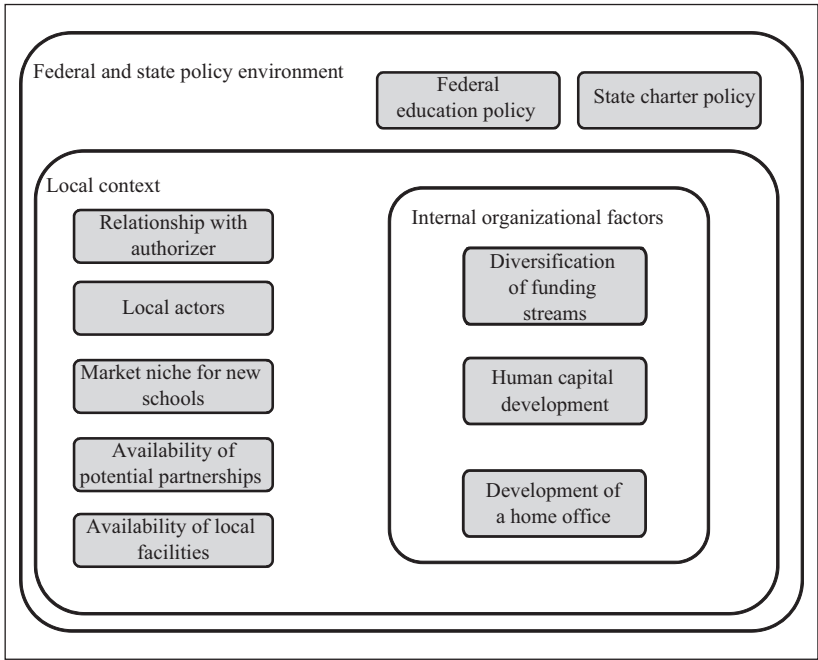 Federal and state policy environment
Federal
education policy
State charter policy
Local context
Relationship with
authorizer
Local actors
Market niche for new
schools
Availability of
potential partnerships
Availability of local
facilities
Internal organizational factors
Diversification
of funding
streams
Human capital
development
Development of
a home office